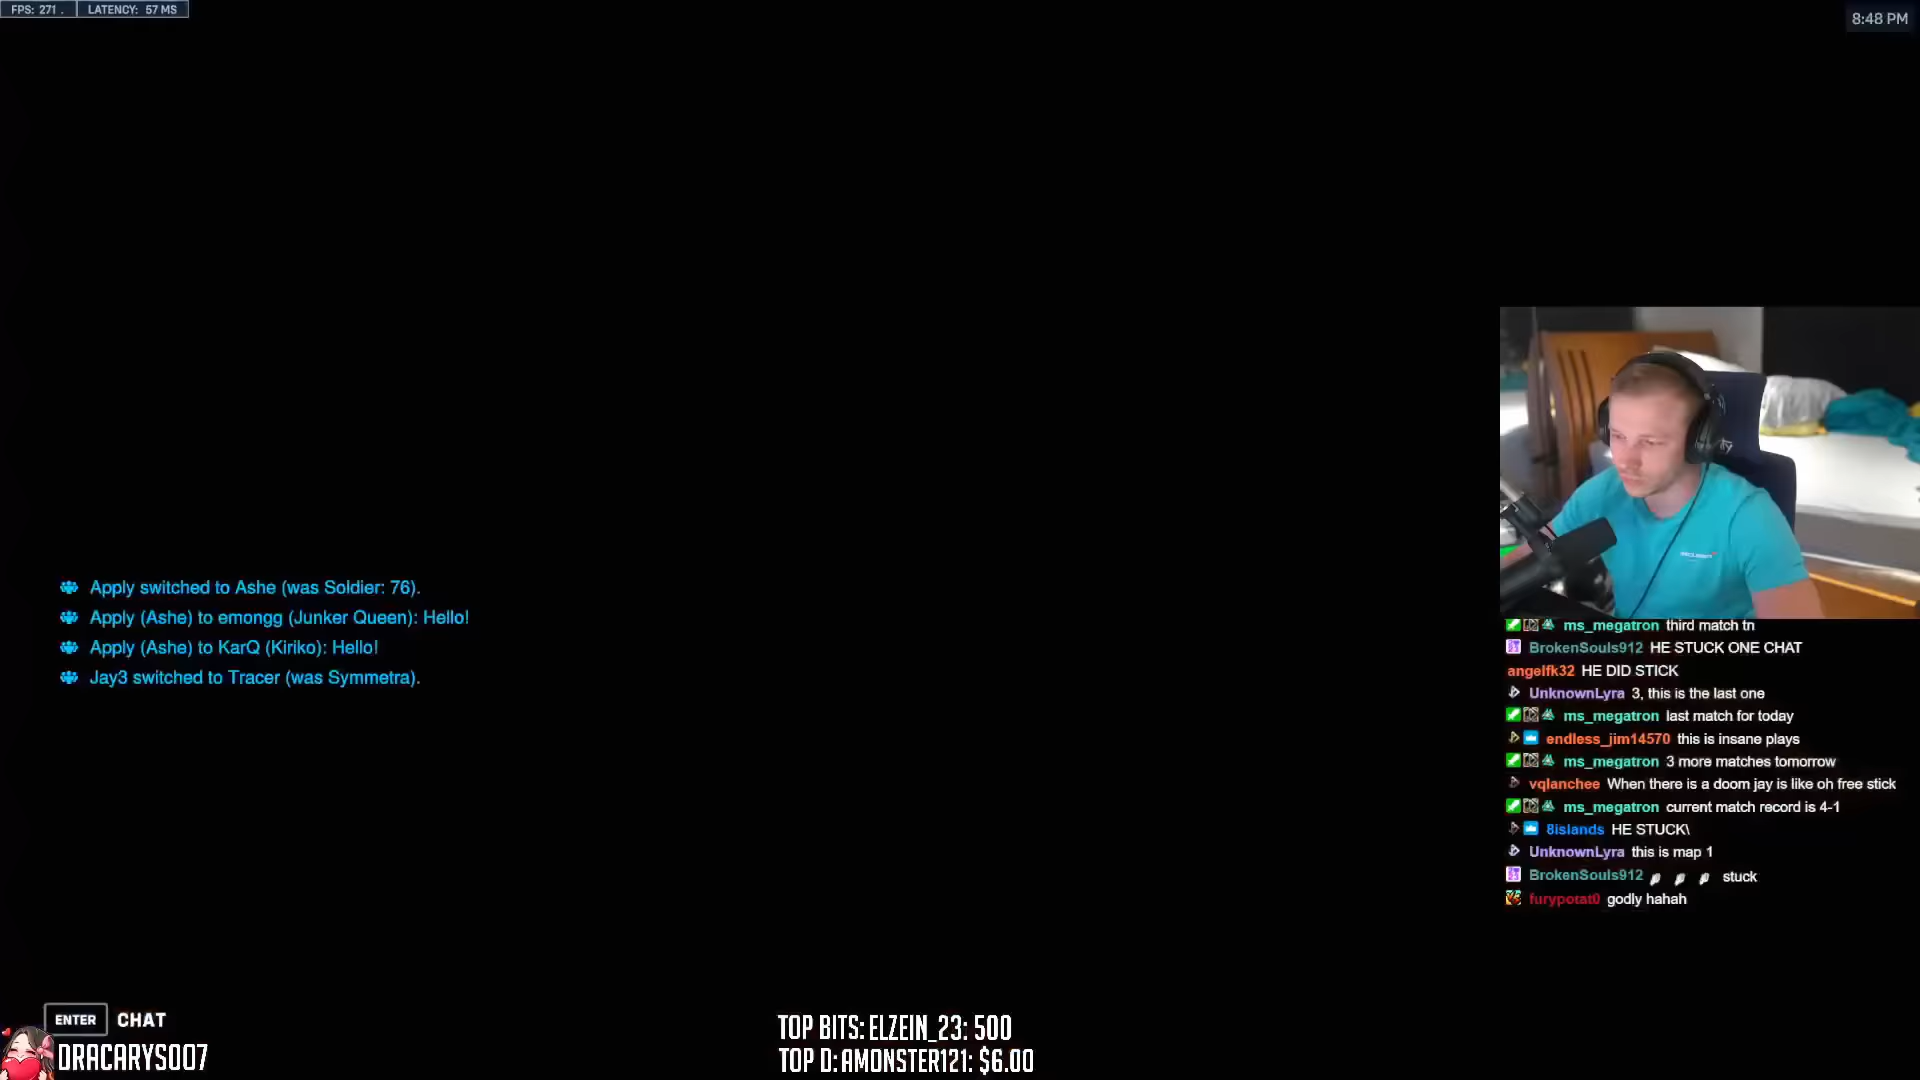 FPS: 271 .
LATENCY: 57 MS
8:48 PM
Apply switched to Ashe (was Soldier: 76).
Apply (Ashe) to emongg (Junker Queen): Hello!
Apply (Ashe) to KarQ (Kiriko): Hello!
Jay3 switched to Tracer (was Symmetra).
ms_megatron third match tn
BrokenSouls912 HE STUCK ONE CHAT
angelfk32 HE DID STICK
UnknownLyra 3, this is the last one
ms_megatron last match for today
endless_jim14570 this is insane plays
ms_megatron 3 more matches tomorrow
vqlanchee When there is a doom jay is like oh free stick
ms_megatron current match record is 4-1
8islands HE STUCK\
UnknownLyra this is map 1
BrokenSouls912 stuck
furypotat0 godly hahah
ENTER CHAT
DRACARYS007
TOP BITS: ELZEIN_23: 500
TOP D: AMONSTER121: $6.00